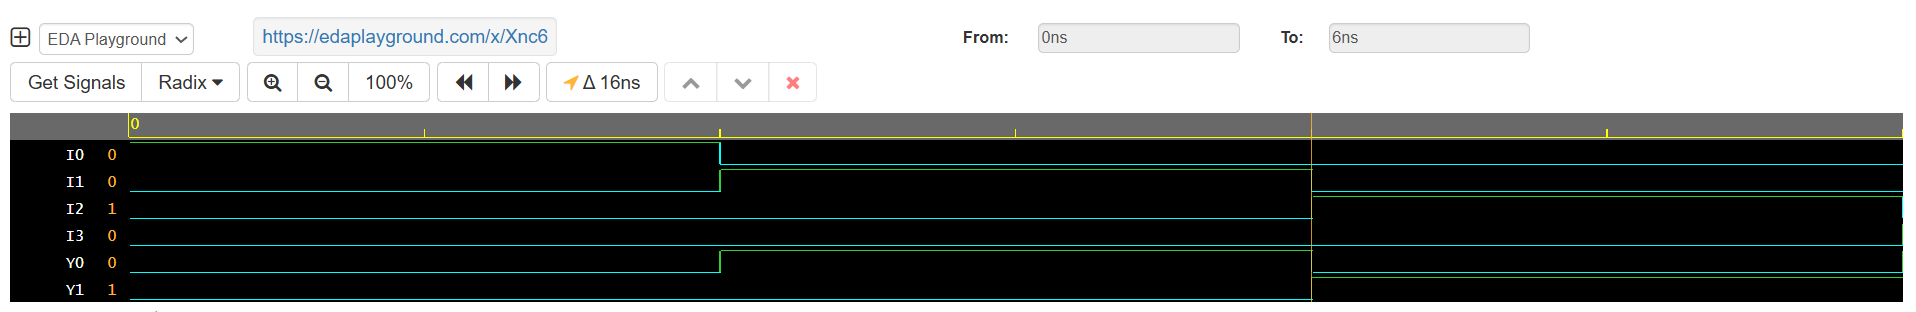 EDA Playground https://edaplayground.com/x/Xnc6 From: 0ns To: 6ns
Get Signals Radix 100% Δ 16ns
0
I0 0
I1 0
I2 1
I3 0
Y0 0
Y1 1